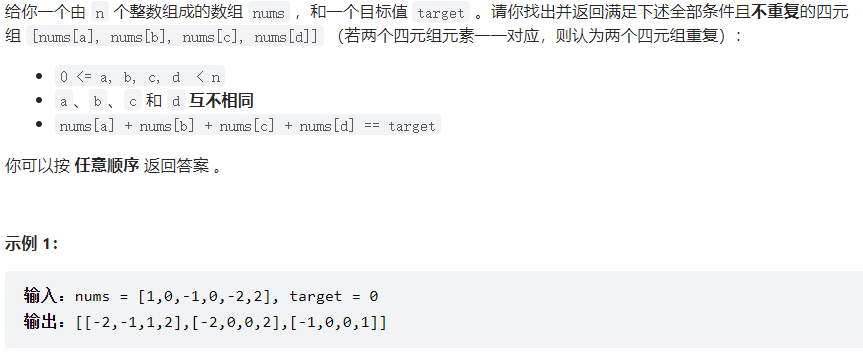 给你一个由 n 个整数组成的数组 nums ，和一个目标值 target 。请你找出并返回满足下述全部条件且不重复的四元
组 [nums[a], nums[b], nums[c], nums[d]] （若两个四元组元素一一对应，则认为两个四元组重复）：
• 0 <= a, b, c, d < n
• a、b、c 和 d 互不相同
• nums[a] + nums[b] + nums[c] + nums[d] == target
你可以按 任意顺序 返回答案 。
示例 1：
输入：nums = [1,0,-1,0,-2,2], target = 0
输出：[[-2,-1,1,2],[-2,0,0,2],[-1,0,0,1]]